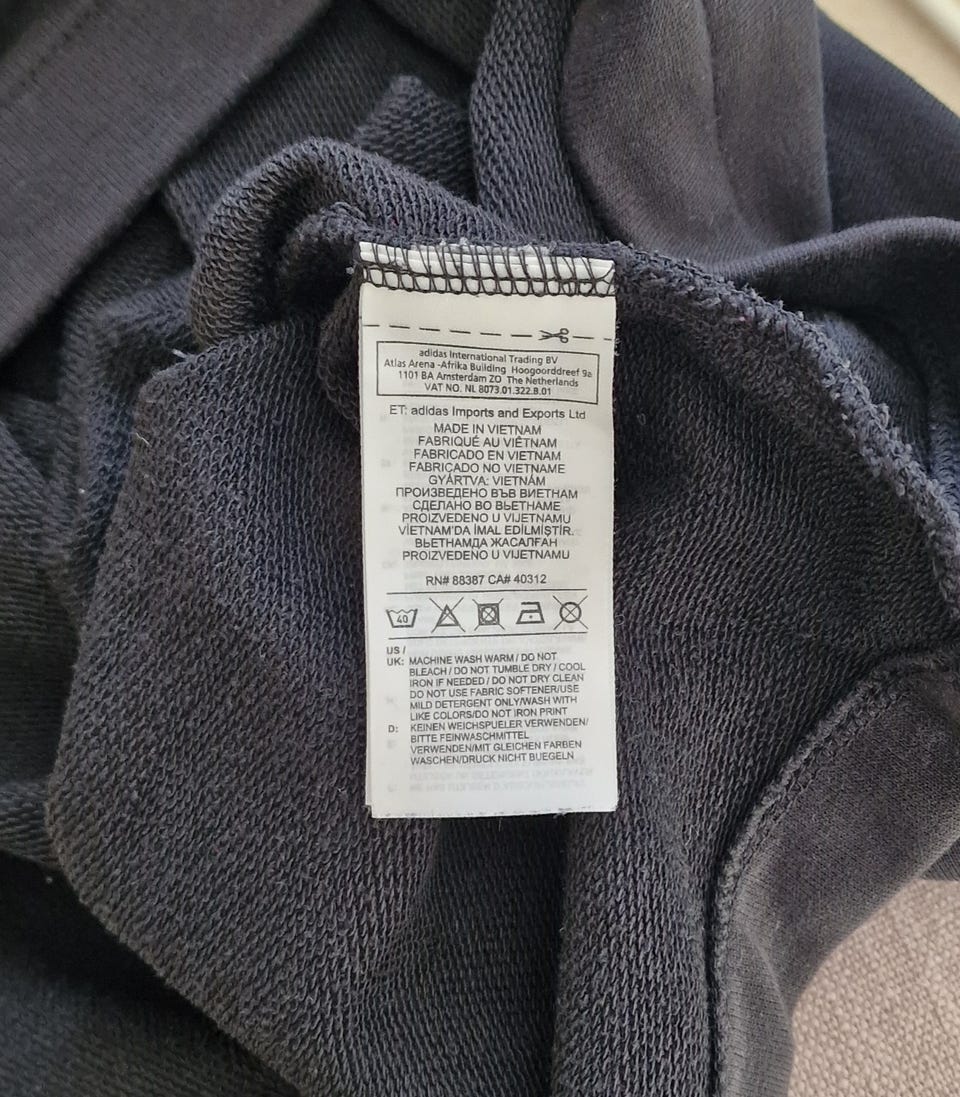 adidas International Trading BV
Atlas Arena -Afrika Building Hoogoorddreef 9a
1101 BA Amsterdam ZO The Netherlands
VAT NO. NL 8073.01.322.B.01
ET: adidas Imports and Exports Ltd
MADE IN VIETNAM
FABRIQUÉ AU VIÊTNAM
FABRICADO EN VIETNAM
FABRICADO NO VIETNAME
GYÁRTVA: VIETNÁM
ПРОИЗВЕДЕНО ВЪВ ВИЕТНАМ
СДЕЛАНО ВО ВЬЕТНАМЕ
PROIZVEDENO U VIJETNAMU
VİETNAM'DA İMAL EDİLMİŞTİR.
ВЬЕТНАМДА ЖАСАЛҒАН
PROIZVEDENO U VIJETNAMU
RN# 88387 CA# 40312
40
US /
UK: MACHINE WASH WARM / DO NOT
BLEACH / DO NOT TUMBLE DRY / COOL
IRON IF NEEDED / DO NOT DRY CLEAN
DO NOT USE FABRIC SOFTENER/USE
MILD DETERGENT ONLY/WASH WITH
LIKE COLORS/DO NOT IRON PRINT
D: KEINEN WEICHSPUELER VERWENDEN/
BITTE FEINWASCHMITTEL
VERWENDEN/MIT GLEICHEN FARBEN
WASCHEN/DRUCK NICHT BUEGELN